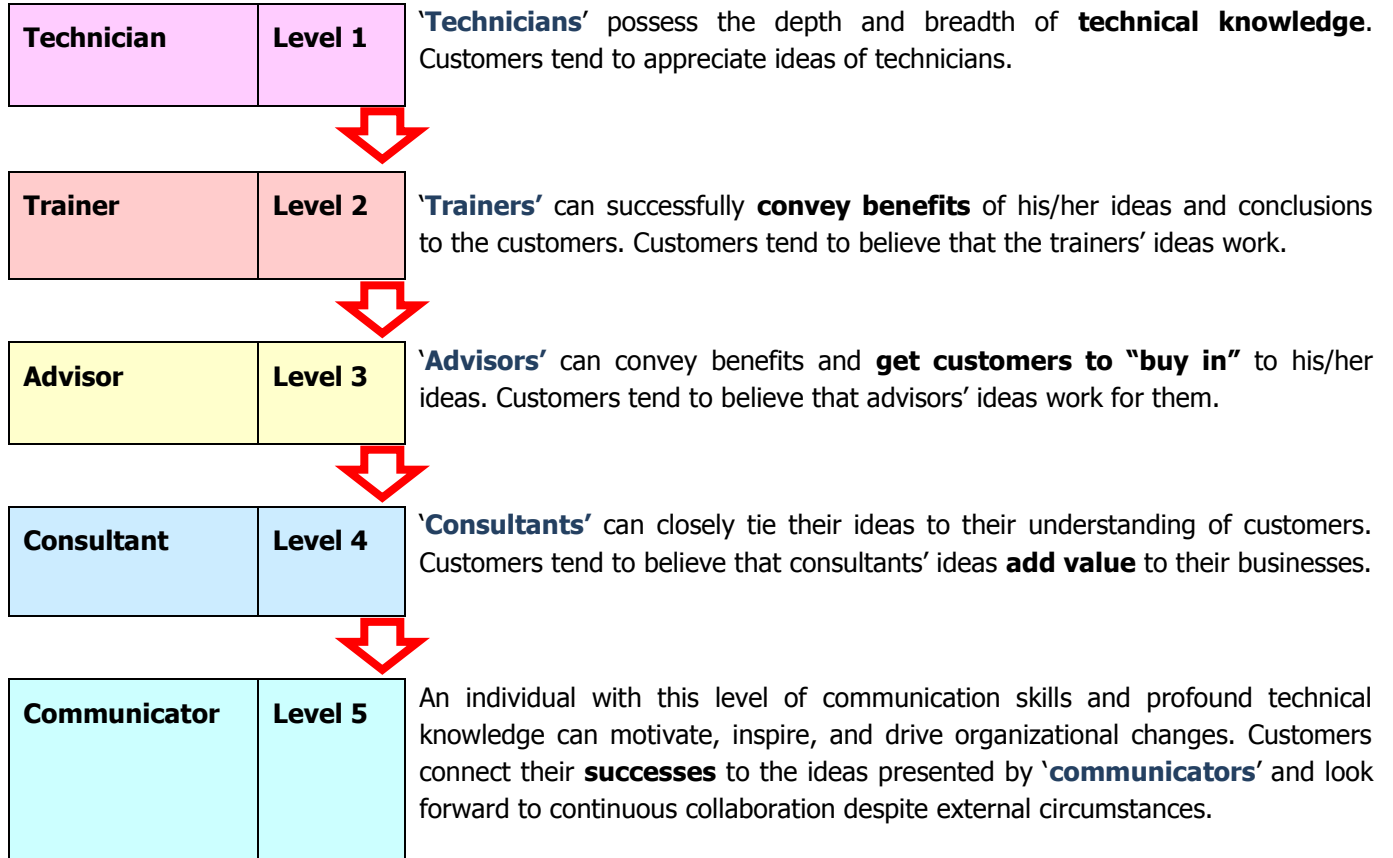 Technician Level 1
‘Technicians’ possess the depth and breadth of technical knowledge.
Customers tend to appreciate ideas of technicians.
Trainer Level 2
‘Trainers’ can successfully convey benefits of his/her ideas and conclusions
to the customers. Customers tend to believe that the trainers’ ideas work.
Advisor Level 3
‘Advisors’ can convey benefits and get customers to “buy in” to his/her
ideas. Customers tend to believe that advisors’ ideas work for them.
Consultant Level 4
‘Consultants’ can closely tie their ideas to their understanding of customers.
Customers tend to believe that consultants’ ideas add value to their businesses.
Communicator Level 5
An individual with this level of communication skills and profound technical
knowledge can motivate, inspire, and drive organizational changes. Customers
connect their successes to the ideas presented by ‘communicators’ and look
forward to continuous collaboration despite external circumstances.